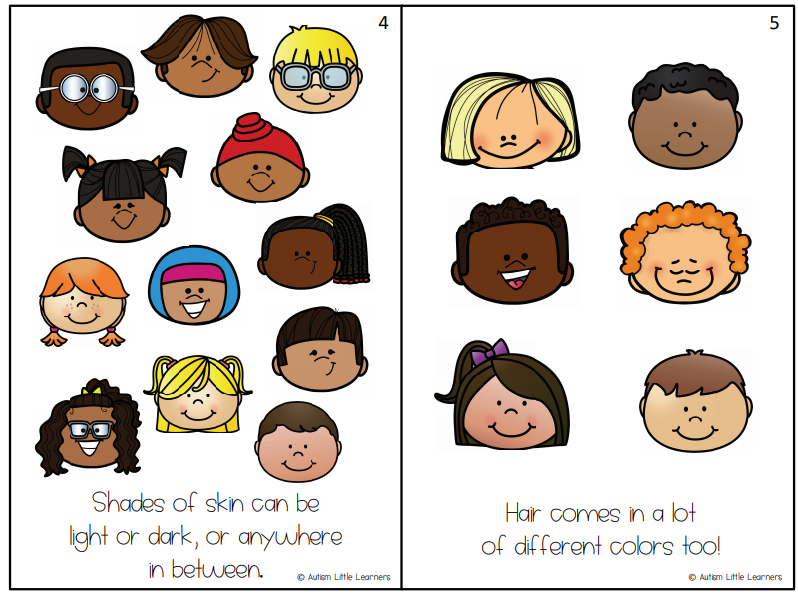 4
Shades of skin can be
light or dark, or anywhere
in between.
© Autism Little Learners
5
Hair comes in a lot
of different colors too!
© Autism Little Learners